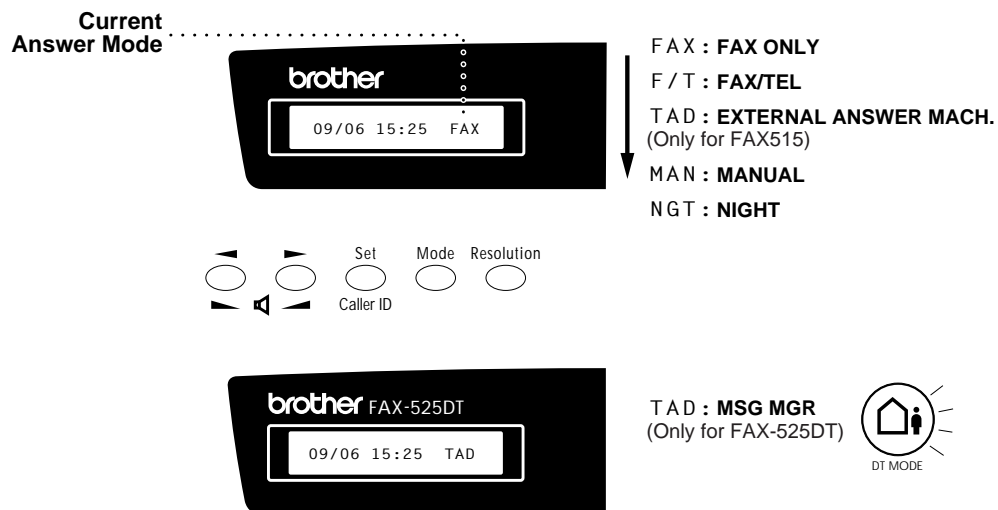 Current
Answer Mode
brother
09/06 15:25 FAX
FAX : FAX ONLY
F/T : FAX/TEL
TAD : EXTERNAL ANSWER MACH.
(Only for FAX515)
MAN : MANUAL
NGT : NIGHT
Set Mode Resolution
Caller ID
brother FAX-525DT
09/06 15:25 TAD
TAD : MSG MGR
(Only for FAX-525DT)
DT MODE